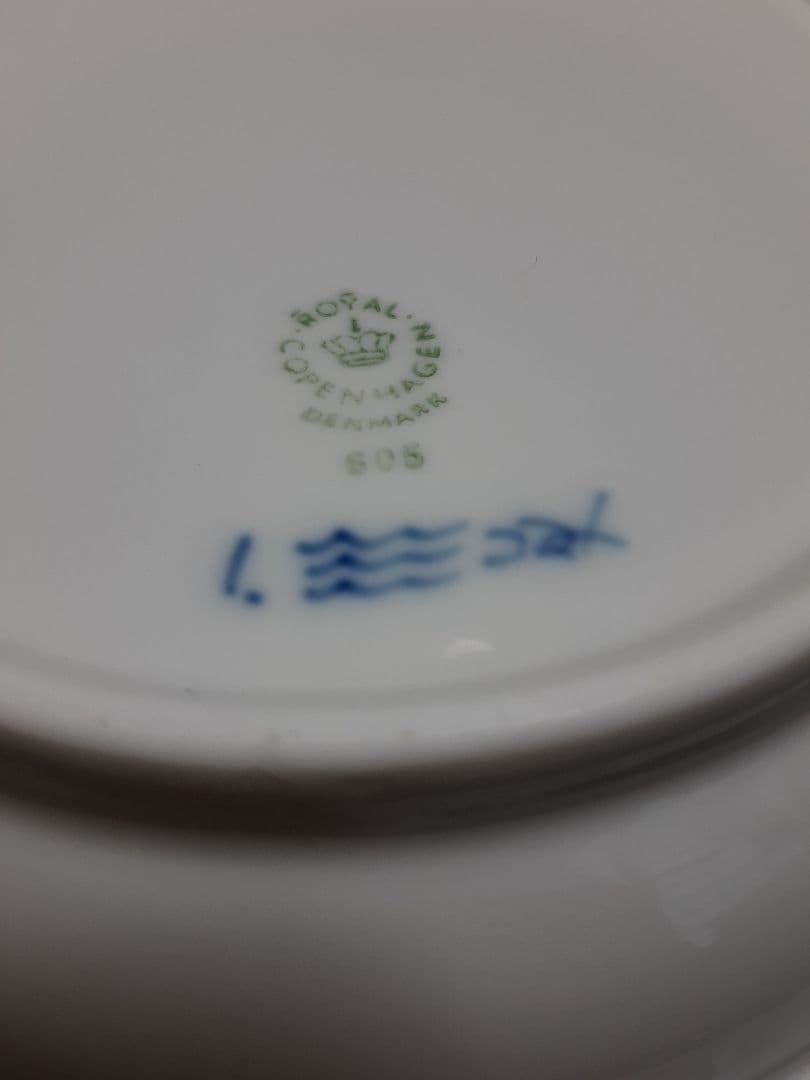 ROYAL
COPENHAGEN
DENMARK
605
1.